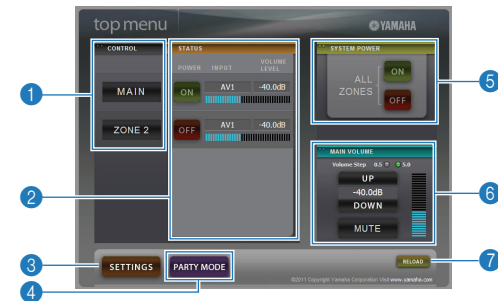 top menu
YAMAHA
CONTROL
MAIN
ZONE 2
STATUS
POWER INPUT VOLUME LEVEL
ON AV1 -40.0dB
OFF AV1 -40.0dB
SYSTEM POWER
ALL ZONES
ON
OFF
MAIN VOLUME
Volume Step 0.5 5.0
UP
-40.0dB
DOWN
MUTE
SETTINGS
PARTY MODE
RELOAD
©2011 Copyright Yamaha Corporation Visit www.yamaha.com
1
2
3
4
5
6
7